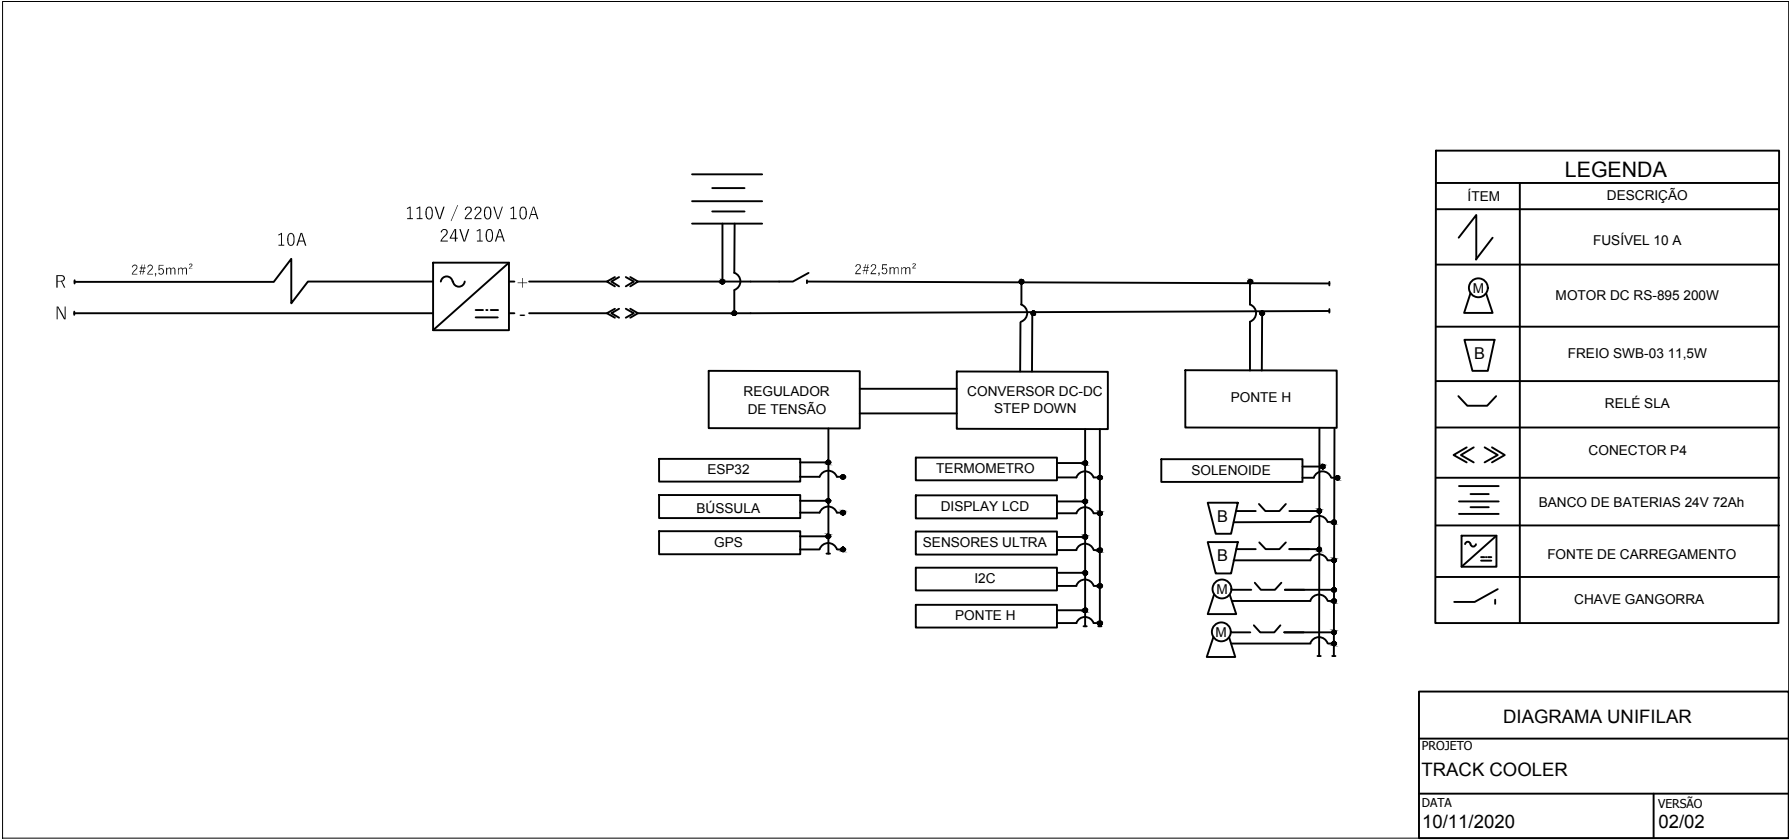 110V / 220V 10A
24V 10A
10A
2#2,5mm²
R
N
+
-
2#2,5mm²
REGULADOR
DE TENSÃO
CONVERSOR DC-DC
STEP DOWN
PONTE H
ESP32
BÚSSULA
GPS
TERMOMETRO
DISPLAY LCD
SENSORES ULTRA
I2C
PONTE H
SOLENOIDE
B
B
M
M
LEGENDA
ÍTEM DESCRIÇÃO
FUSÍVEL 10 A
M MOTOR DC RS-895 200W
B FREIO SWB-03 11,5W
RELÉ SLA
CONECTOR P4
BANCO DE BATERIAS 24V 72Ah
FONTE DE CARREGAMENTO
CHAVE GANGORRA
DIAGRAMA UNIFILAR
PROJETO
TRACK COOLER
DATA
10/11/2020
VERSÃO
02/02